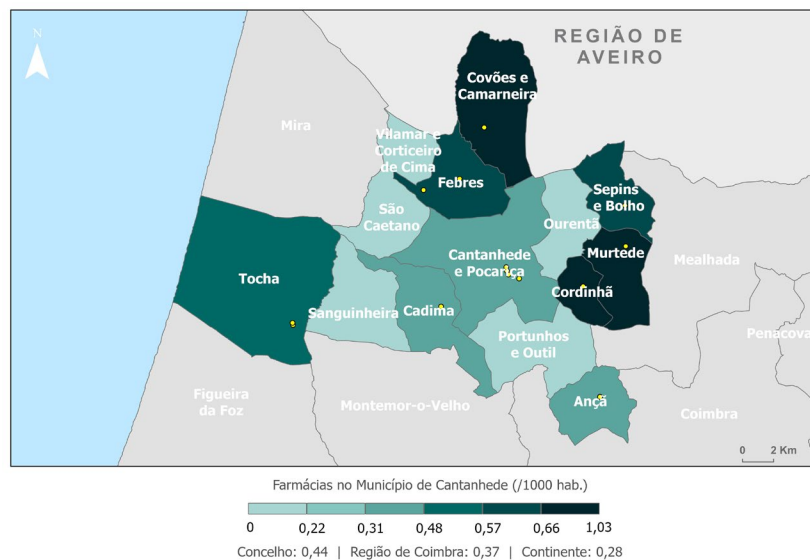 N
REGIÃO DE
AVEIRO
Covões e
Camarneira
Mira
Vilamar e
Corticeiro
de Cima
Febres
Sepins
e Bolho
São
Caetano
Ourentã
Murtede
Cantanhede
e Pocariça
Mealhada
Tocha
Cordinhã
Sanguinheira
Cadima
Penacova
Portunhos
e Outil
Figueira
da Foz
Montemor-o-Velho
Ançã
Coimbra
0 2 Km
Farmácias no Município de Cantanhede (/1000 hab.)
0 0,22 0,31 0,48 0,57 0,66 1,03
Concelho: 0,44 | Região de Coimbra: 0,37 | Continente: 0,28